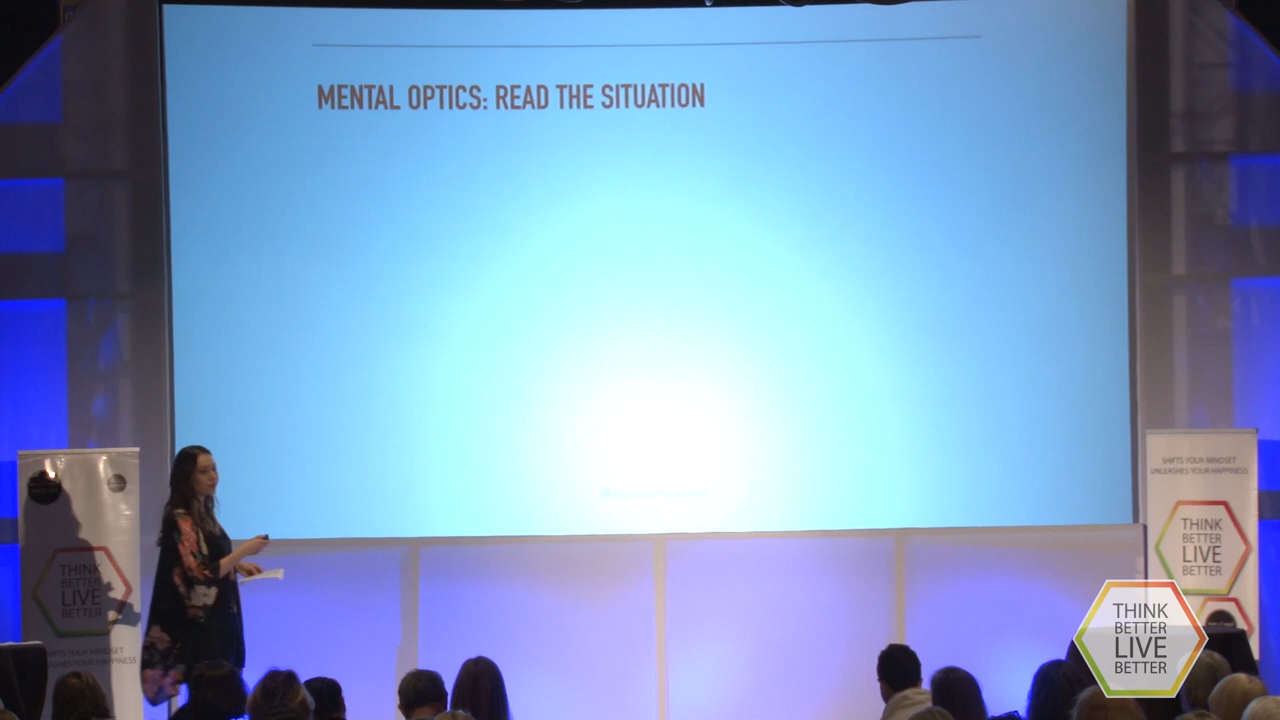 MENTAL OPTICS: READ THE SITUATION
THINK
BETTER
LIVE
BETTER
SHIFTS YOUR MINDSET
UNLEASHES YOUR HAPPINESS
THINK
BETTER
LIVE
BETTER
THINK
BETTER
LIVE
BETTER